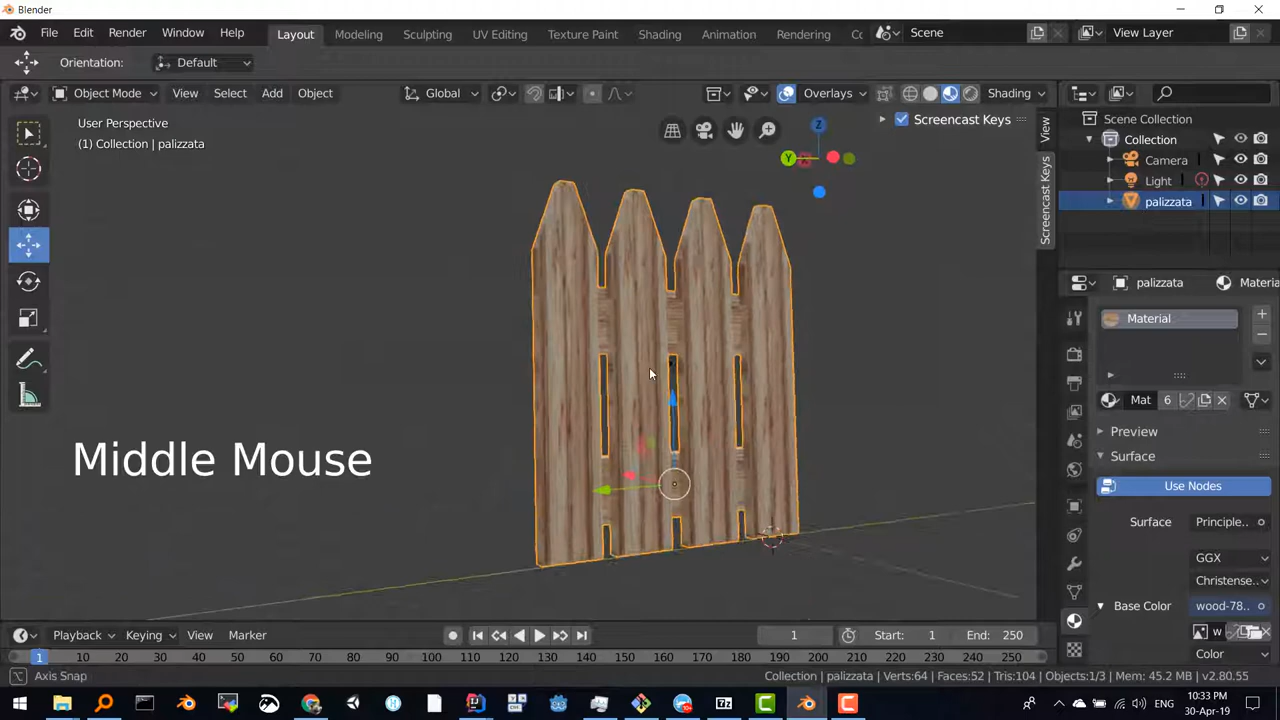 Blender
File Edit Render Window Help Layout Modeling Sculpting UV Editing Texture Paint Shading Animation Rendering Scene View Layer
Orientation: Default
Object Mode View Select Add Object Global Overlays Shading
User Perspective
(1) Collection | palizzata
Screencast Keys
View
Screencast Keys
Z
Y
X
Scene Collection
Collection
Camera
Light
palizzata
palizzata Material
Material
Mat 6
Preview
Surface
Use Nodes
Surface Principle..
GGX
Christense..
Base Color wood-78..
w
Color
Middle Mouse
Playback Keying View Marker 1 Start: 1 End: 250
1 10 20 30 40 50 60 70 80 90 100 110 120 130 140 150 160 170 180 190 200 210 220 230 240 250
Axis Snap
Collection | palizzata | Verts:64 | Faces:52 | Tris:104 | Objects:1/3 | Mem: 45.2 MB | v2.80.55
ENG
10:33 PM
30-Apr-19